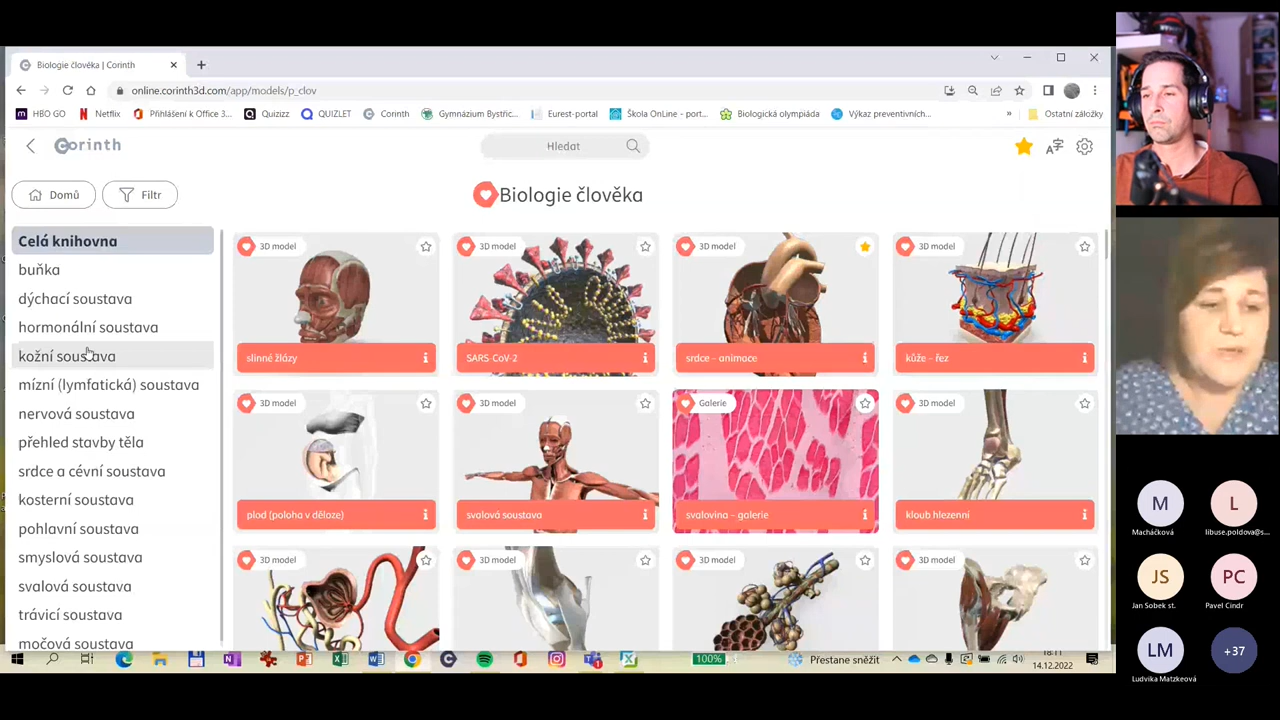 Biologie člověka | Corinth
online.corinth3d.com/app/models/p_clov
HBO GO
Netflix
Přihlášení k Office 3...
Quizizz
QUIZLET
Corinth
Gymnázium Bystřic...
Eurest-portal
Škola OnLine - port...
Biologická olympiáda
Výkaz preventivních...
»
Ostatní záložky
corinth
Hledat
Domů
Filtr
Biologie člověka
Celá knihovna
buňka
dýchací soustava
hormonální soustava
kožní soustava
mízní (lymfatická) soustava
nervová soustava
přehled stavby těla
srdce a cévní soustava
kosterní soustava
pohlavní soustava
smyslová soustava
svalová soustava
trávicí soustava
močová soustava
3D model
slinné žlázy
3D model
SARS-CoV-2
3D model
srdce – animace
3D model
kůže – řez
3D model
plod (poloha v děloze)
3D model
svalová soustava
Galerie
svalovina – galerie
3D model
kloub hlezenní
3D model
3D model
3D model
3D model
100%
Přestane sněžit
18:11
14.12.2022
M
Macháčková
L
libuse.poldova@s...
JS
Jan Sobek st.
PC
Pavel Cindr
LM
Ludvika Matzkeová
+37